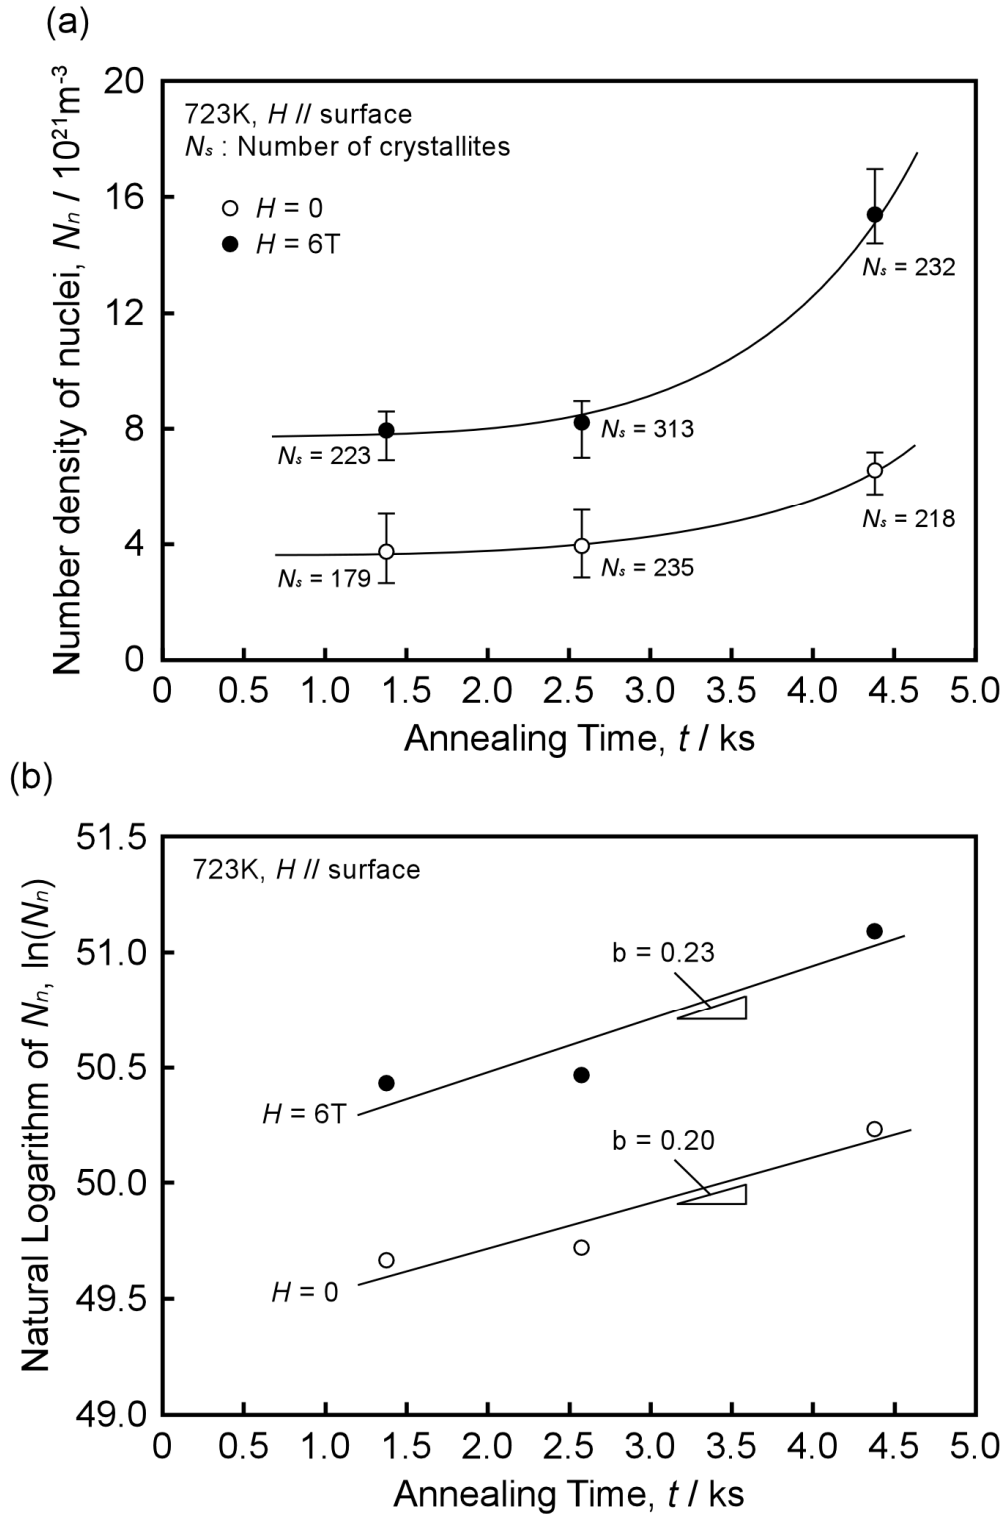 (a)
Number density of nuclei, Nₙ / 10²¹m⁻³
20
16
12
8
4
0
723K, H // surface
Nₛ : Number of crystallites
H = 0
H = 6T
Nₛ = 232
Nₛ = 313
Nₛ = 223
Nₛ = 218
Nₛ = 235
Nₛ = 179
0 0.5 1.0 1.5 2.0 2.5 3.0 3.5 4.0 4.5 5.0
Annealing Time, t / ks
(b)
Natural Logarithm of Nₙ, ln(Nₙ)
51.5
51.0
50.5
50.0
49.5
49.0
723K, H // surface
b = 0.23
H = 6T
b = 0.20
H = 0
0 0.5 1.0 1.5 2.0 2.5 3.0 3.5 4.0 4.5 5.0
Annealing Time, t / ks